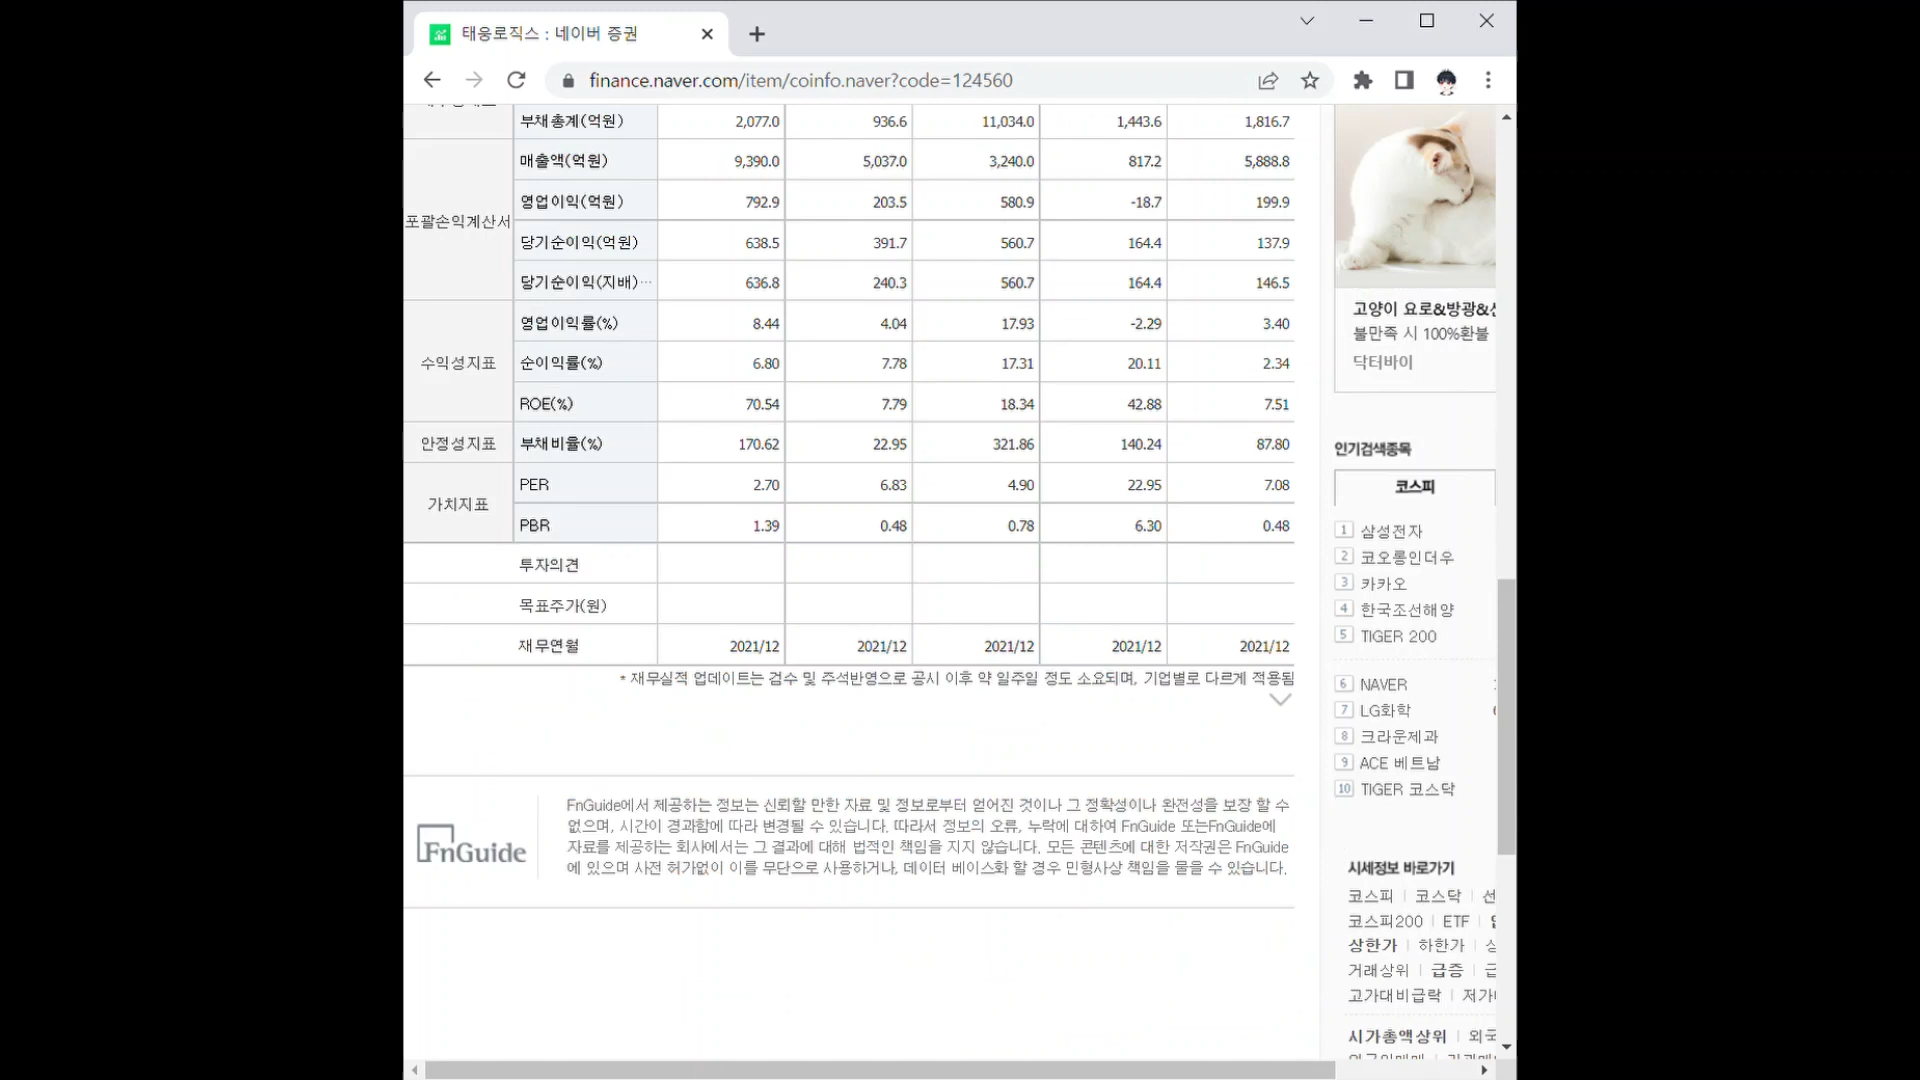 태웅로직스 : 네이버 증권
finance.naver.com/item/coinfo.naver?code=124560
부채총계(억원) 2,077.0 936.6 11,034.0 1,443.6 1,816.7
포괄손익계산서
매출액(억원) 9,390.0 5,037.0 3,240.0 817.2 5,888.8
영업이익(억원) 792.9 203.5 580.9 -18.7 199.9
당기순이익(억원) 638.5 391.7 560.7 164.4 137.9
당기순이익(지배)… 636.8 240.3 560.7 164.4 146.5
수익성지표
영업이익률(%) 8.44 4.04 17.93 -2.29 3.40
순이익률(%) 6.80 7.78 17.31 20.11 2.34
ROE(%) 70.54 7.79 18.34 42.88 7.51
안정성지표 부채비율(%) 170.62 22.95 321.86 140.24 87.80
가치지표
PER 2.70 6.83 4.90 22.95 7.08
PBR 1.39 0.48 0.78 6.30 0.48
투자의견
목표주가(원)
재무연월 2021/12 2021/12 2021/12 2021/12 2021/12
* 재무실적 업데이트는 검수 및 주석반영으로 공시 이후 약 일주일 정도 소요되며, 기업별로 다르게 적용됨
FnGuide
FnGuide에서 제공하는 정보는 신뢰할 만한 자료 및 정보로부터 얻어진 것이나 그 정확성이나 완전성을 보장 할 수
없으며, 시간이 경과함에 따라 변경될 수 있습니다. 따라서 정보의 오류, 누락에 대하여 FnGuide 또는FnGuide에
자료를 제공하는 회사에서는 그 결과에 대해 법적인 책임을 지지 않습니다. 모든 콘텐츠에 대한 저작권은 FnGuide
에 있으며 사전 허가없이 이를 무단으로 사용하거나, 데이터 베이스화 할 경우 민형사상 책임을 물을 수 있습니다.
고양이 요로&방광&
불만족 시 100%환불
닥터바이
인기검색종목
코스피
1 삼성전자
2 코오롱인더우
3 카카오
4 한국조선해양
5 TIGER 200
6 NAVER
7 LG화학
8 크라운제과
9 ACE 베트남
10 TIGER 코스닥
시세정보 바로가기
코스피 | 코스닥 | 선
코스피200 | ETF |
상한가 | 하한가 |
거래상위 | 급증 | 급
고가대비급락 |
시가총액상위 | 외국